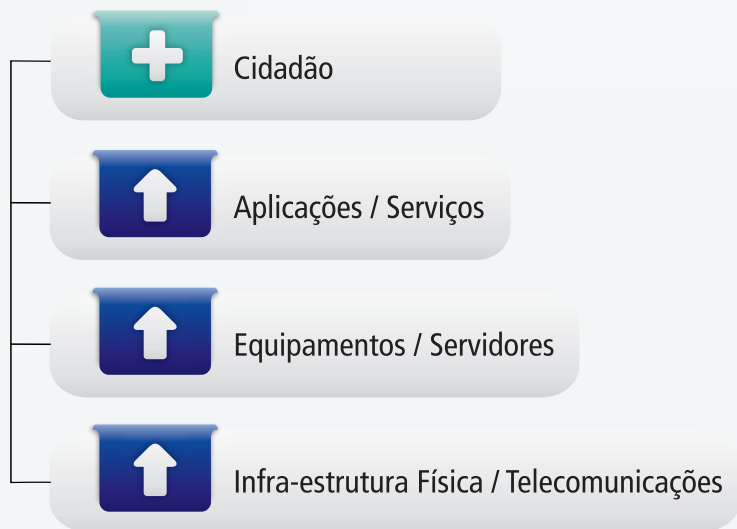 Cidadão
Aplicações / Serviços
Equipamentos / Servidores
Infra-estrutura Física / Telecomunicações